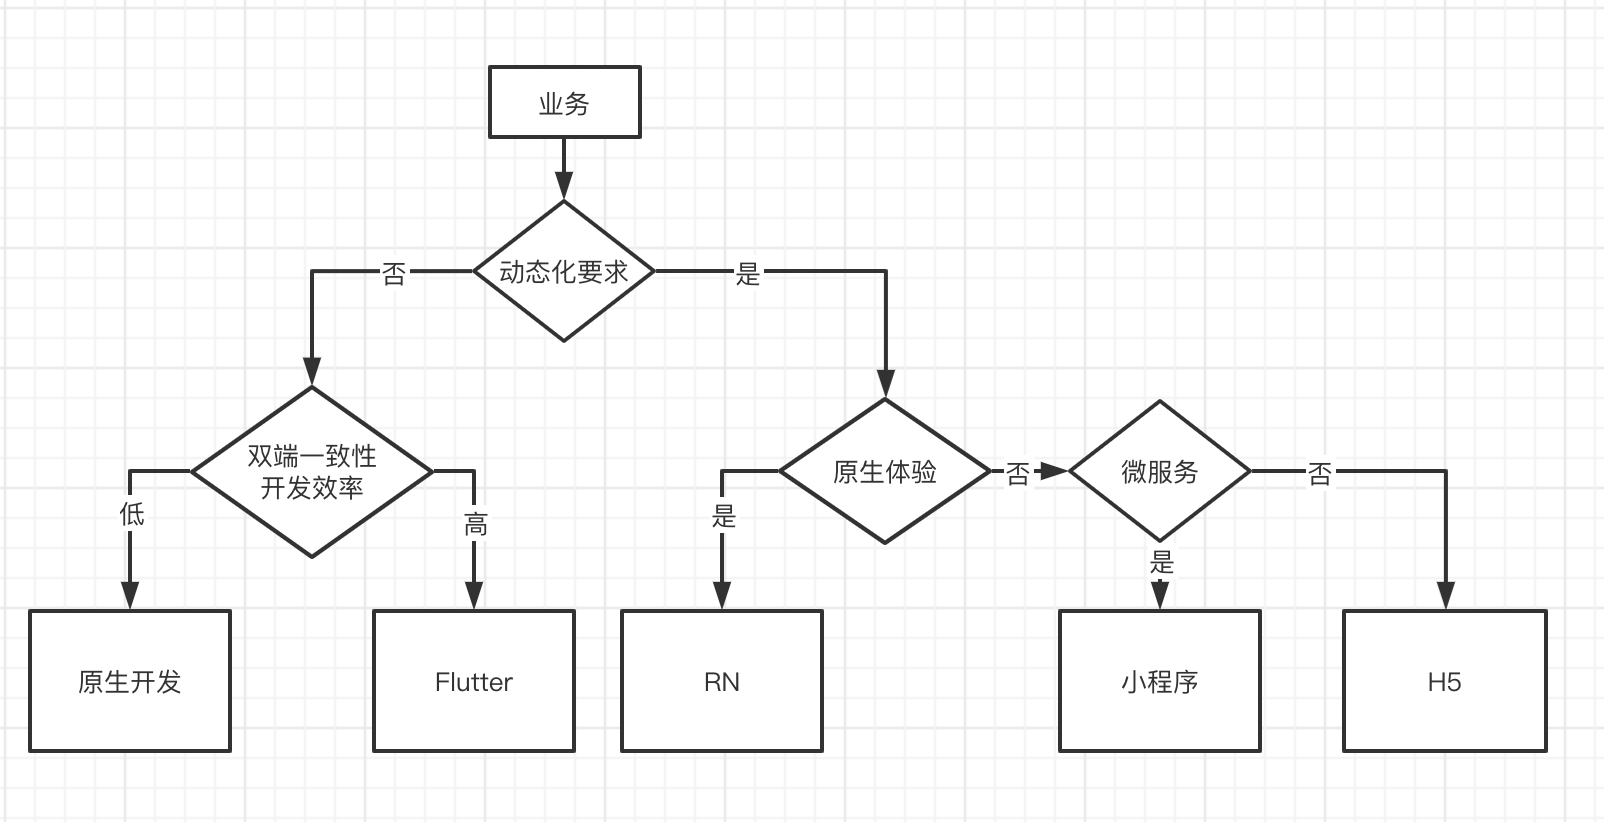 业务
否
动态化要求
是
双端一致性
开发效率
低
高
原生体验
是
否
微服务
否
是
原生开发
Flutter
RN
小程序
H5